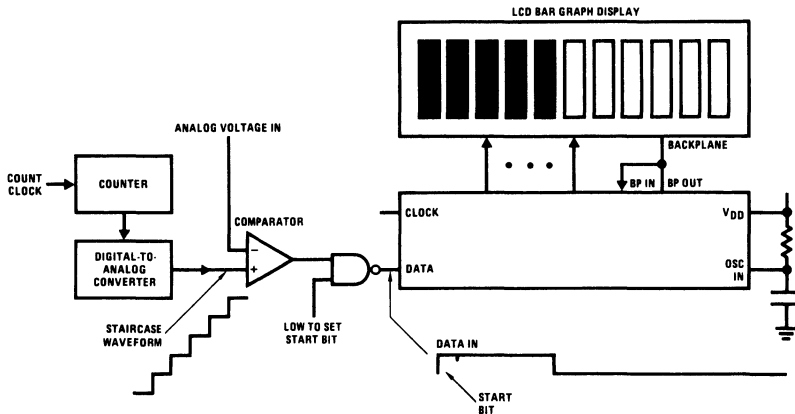 LCD BAR GRAPH DISPLAY
ANALOG VOLTAGE IN
BACKPLANE
COUNT
CLOCK
COUNTER
BP IN
BP OUT
COMPARATOR
CLOCK
VDD
DIGITAL-TO-
ANALOG
CONVERTER
−
+
DATA
OSC
IN
STAIRCASE
WAVEFORM
LOW TO SET
START BIT
DATA IN
START
BIT